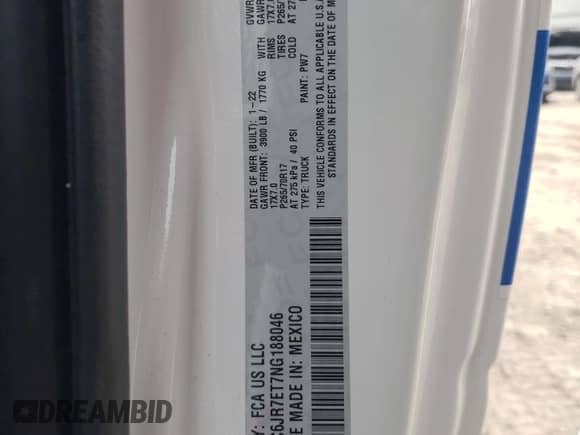 DATE OF MFR (BUILT): 1-22
GAWR FRONT: 3900 LB / 1770 KG WITH
17X7.0 RIMS
P265/70R17 TIRES
AT 275 kPa / 40 PSI COLD
TYPE: TRUCK PAINT: PW7
THIS VEHICLE CONFORMS TO ALL APPLICABLE U.S.A
STANDARDS IN EFFECT ON THE DATE OF M
GVWR
GAWR
17X7.0
P265/
AT 27
Y: FCA US LLC
6JR7ET7NG188046
E MADE IN: MEXICO
DREAMBID